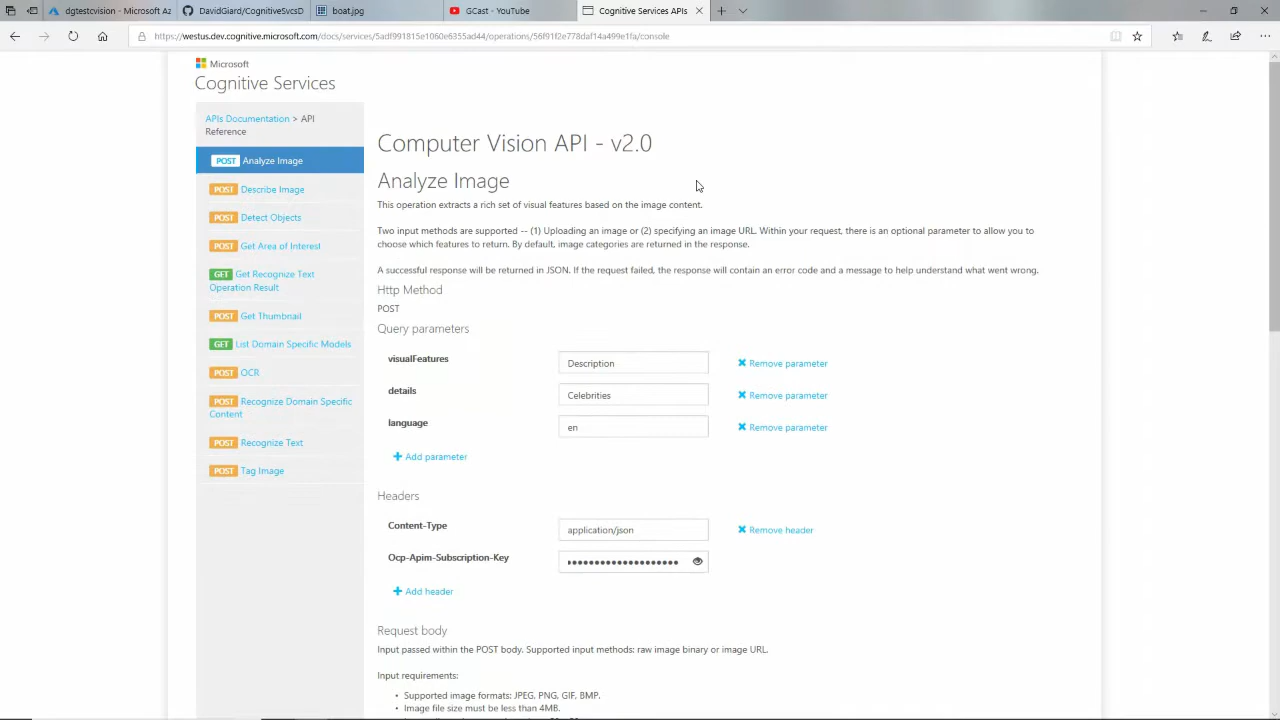 dgtestcvision - Microsoft Az
DavidGiard/CognitiveSvcsD
boat.jpg
GCast - YouTube
Cognitive Services APIs
https://westus.dev.cognitive.microsoft.com/docs/services/5adf991815e1060e6355ad44/operations/56f91f2e778daf14a499e1fa/console
Microsoft
Cognitive Services
APIs Documentation > API
Reference
POST Analyze Image
POST Describe Image
POST Detect Objects
POST Get Area of Interest
GET Get Recognize Text
Operation Result
POST Get Thumbnail
GET List Domain Specific Models
POST OCR
POST Recognize Domain Specific
Content
POST Recognize Text
POST Tag Image
Computer Vision API - v2.0
Analyze Image
This operation extracts a rich set of visual features based on the image content.
Two input methods are supported -- (1) Uploading an image or (2) specifying an image URL. Within your request, there is an optional parameter to allow you to
choose which features to return. By default, image categories are returned in the response.
A successful response will be returned in JSON. If the request failed, the response will contain an error code and a message to help understand what went wrong.
Http Method
POST
Query parameters
visualFeatures Description Remove parameter
details Celebrities Remove parameter
language en Remove parameter
Add parameter
Headers
Content-Type application/json Remove header
Ocp-Apim-Subscription-Key
Add header
Request body
Input passed within the POST body. Supported input methods: raw image binary or image URL.
Input requirements:
• Supported image formats: JPEG, PNG, GIF, BMP.
• Image file size must be less than 4MB.